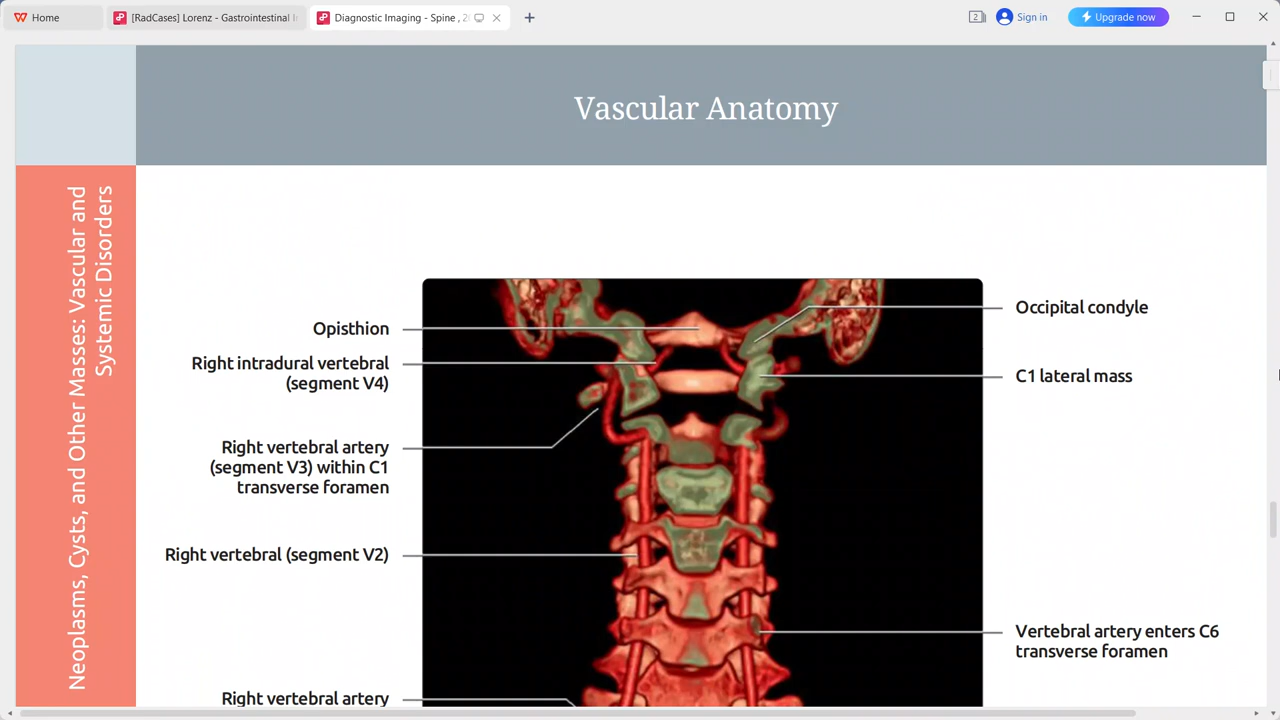 Home
[RadCases] Lorenz - Gastrointestinal I
Diagnostic Imaging - Spine , 2
2
Sign in
Upgrade now
Vascular Anatomy
Neoplasms, Cysts, and Other Masses: Vascular and
Systemic Disorders
Opisthion
Right intradural vertebral
(segment V4)
Right vertebral artery
(segment V3) within C1
transverse foramen
Right vertebral (segment V2)
Right vertebral artery
Occipital condyle
C1 lateral mass
Vertebral artery enters C6
transverse foramen